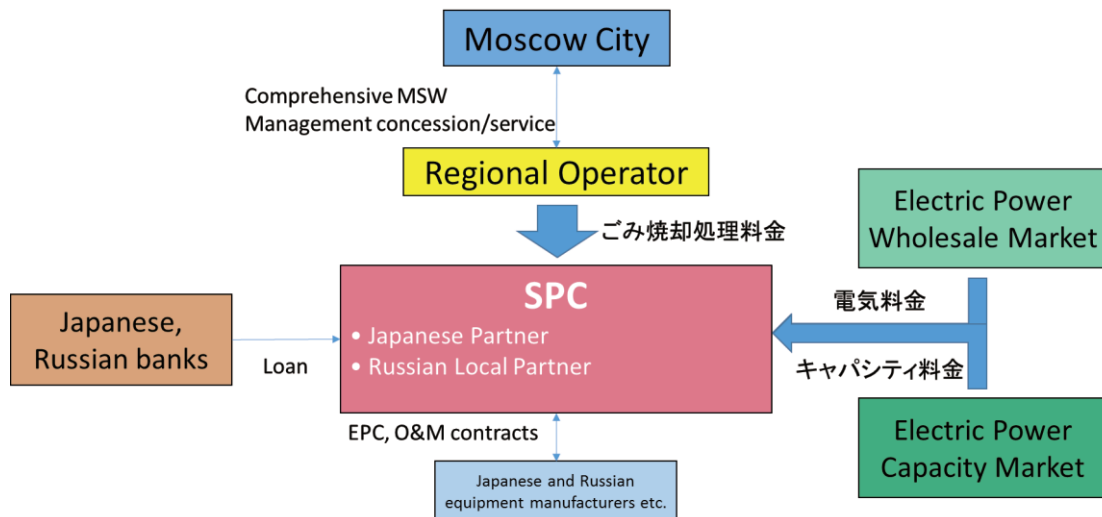 Moscow City
Comprehensive MSW
Management concession/service
Regional Operator
ごみ焼却処理料金
Electric Power
Wholesale Market
SPC
• Japanese Partner
• Russian Local Partner
電気料金
キャパシティ料金
Japanese,
Russian banks
Loan
EPC, O&M contracts
Electric Power
Capacity Market
Japanese and Russian
equipment manufacturers etc.